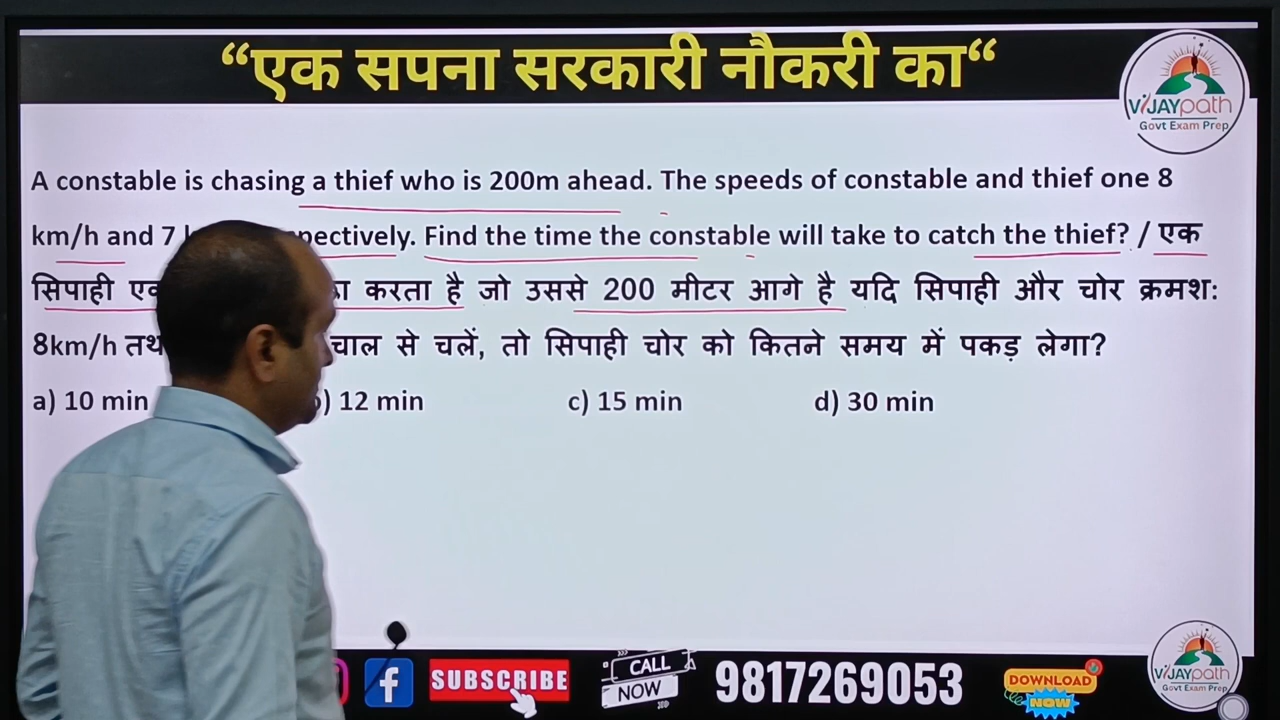 “एक सपना सरकारी नौकरी का“
VIJAYpath
Govt Exam Prep
A constable is chasing a thief who is 200m ahead. The speeds of constable and thief one 8
km/h and 7 pectively. Find the time the constable will take to catch the thief? / एक
सिपाही करता है जो उससे 200 मीटर आगे है यदि सिपाही और चोर क्रमश:
8km/h चाल से चलें, तो सिपाही चोर को कितने समय में पकड़ लेगा?
a) 10 min b) 12 min c) 15 min d) 30 min
SUBSCRIBE
CALL
NOW
9817269053
DOWNLOAD
NOW
VIJAYpath
Govt Exam Prep